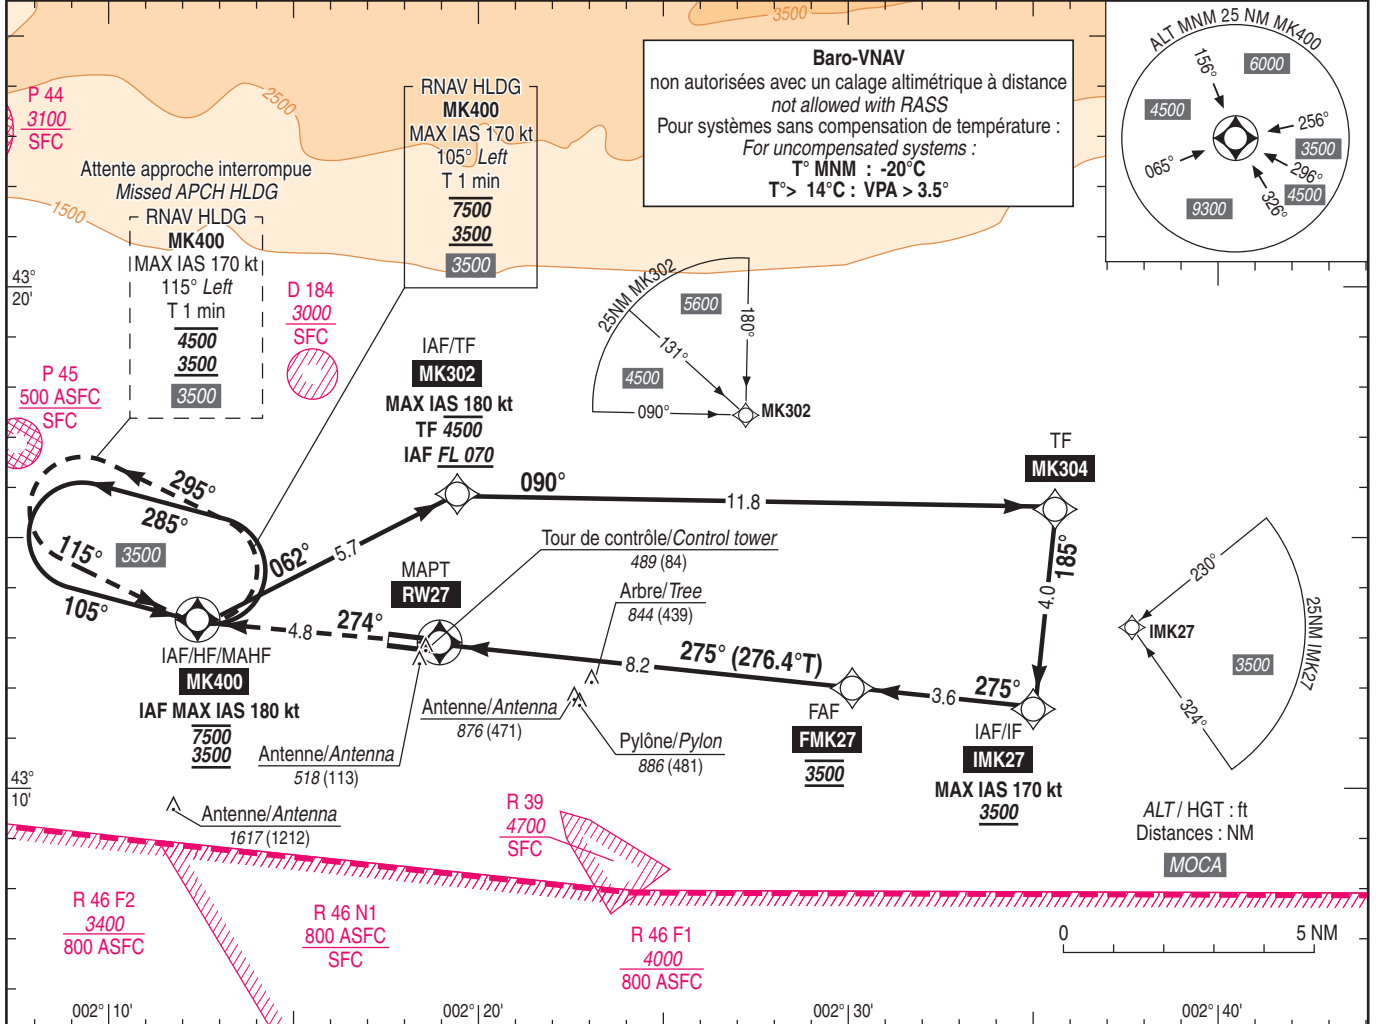 3500
ALT MNM 25 NM MK400
156°
6000
4500
256°
3500
065°
296°
4500
326°
9300
Baro-VNAV
non autorisées avec un calage altimétrique à distance
not allowed with RASS
Pour systèmes sans compensation de température :
For uncompensated systems :
T° MNM : -20°C
T°> 14°C : VPA > 3.5°
P 44
3100
SFC
2500
1500
RNAV HLDG
MK400
MAX IAS 170 kt
105° Left
T 1 min
7500
3500
3500
Attente approche interrompue
Missed APCH HLDG
RNAV HLDG
MK400
MAX IAS 170 kt
115° Left
T 1 min
4500
3500
3500
43°
20'
D 184
3000
SFC
P 45
500 ASFC
SFC
25NM MK302
5600
180°
131°
4500
090°
MK302
IAF/TF
MK302
MAX IAS 180 kt
TF 4500
IAF FL 070
TF
MK304
090°
11.8
295°
285°
3500
115°
105°
062°
5.7
185°
4.0
Tour de contrôle/Control tower
489 (84)
MAPT
RW27
Arbre/Tree
844 (439)
274°
4.8
230°
IMK27
25NM IMK27
3500
324°
275° (276.4°T)
8.2
275°
3.6
IAF/HF/MAHF
MK400
IAF MAX IAS 180 kt
7500
3500
Antenne/Antenna
876 (471)
Antenne/Antenna
518 (113)
Pylône/Pylon
886 (481)
FAF
FMK27
3500
IAF/IF
IMK27
MAX IAS 170 kt
3500
43°
10'
Antenne/Antenna
1617 (1212)
R 39
4700
SFC
ALT / HGT : ft
Distances : NM
MOCA
R 46 F2
3400
800 ASFC
R 46 N1
800 ASFC
SFC
R 46 F1
4000
800 ASFC
0
5 NM
002° 10'
002° 20'
002° 30'
002° 40'